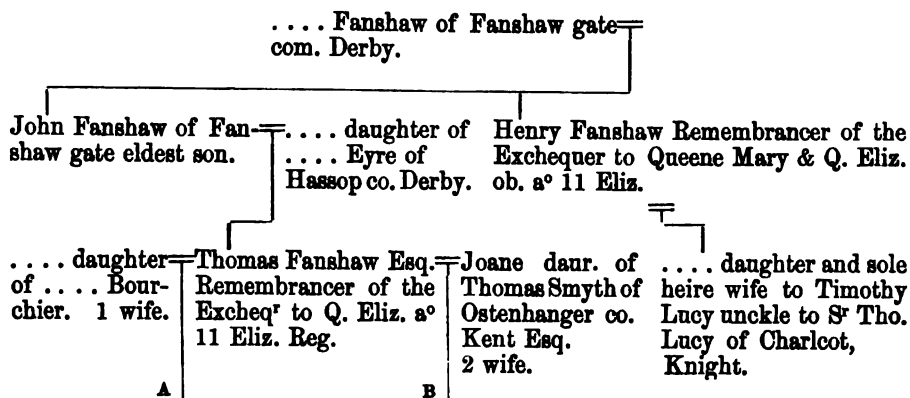 . . . . Fanshaw of Fanshaw gate
com. Derby.
John Fanshaw of Fan-
shaw gate eldest son.
. . . . daughter of
. . . . Eyre of
Hassop co. Derby.
Henry Fanshaw Remembrancer of the
Exchequer to Queene Mary & Q. Eliz.
ob. aº 11 Eliz.
. . . . daughter
of . . . . Bour-
chier. 1 wife.
Thomas Fanshaw Esq.
Remembrancer of the
Excheqʳ to Q. Eliz. aº
11 Eliz. Reg.
Joane daur. of
Thomas Smyth of
Ostenhanger co.
Kent Esq.
2 wife.
. . . . daughter and sole
heire wife to Timothy
Lucy unckle to Sʳ Tho.
Lucy of Charlcot,
Knight.
A
B